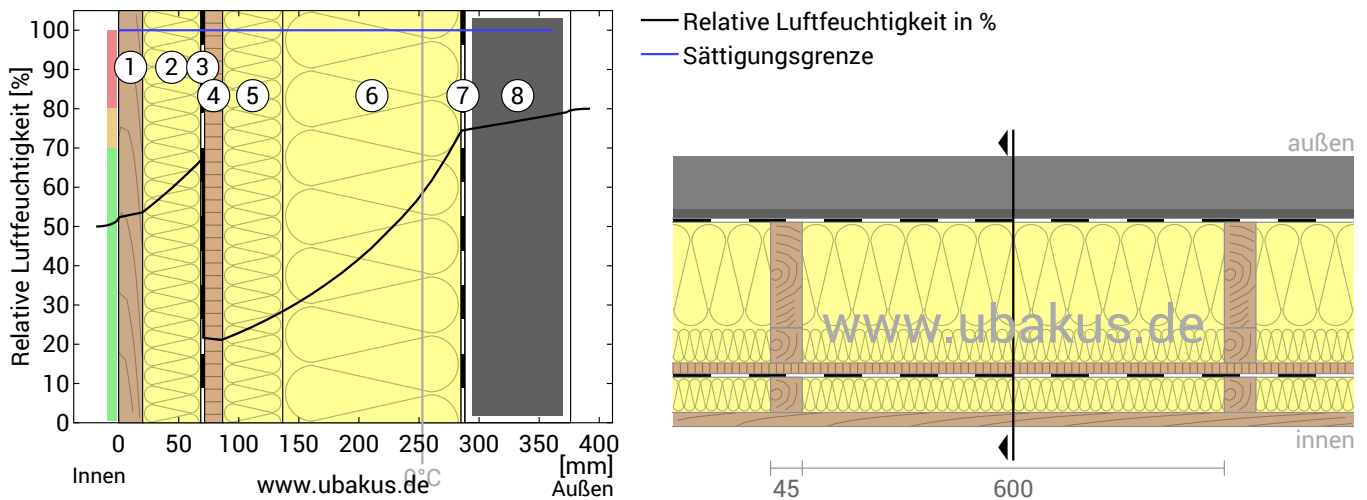 Relative Luftfeuchtigkeit [%]
100
90
80
70
60
50
40
30
20
10
0
1
2
3
4
5
6
7
8
0
50
100
150
200
250
300
350
400
[mm]
0°C
Innen
www.ubakus.de
Außen
Relative Luftfeuchtigkeit in %
Sättigungsgrenze
außen
www.ubakus.de
innen
45
600